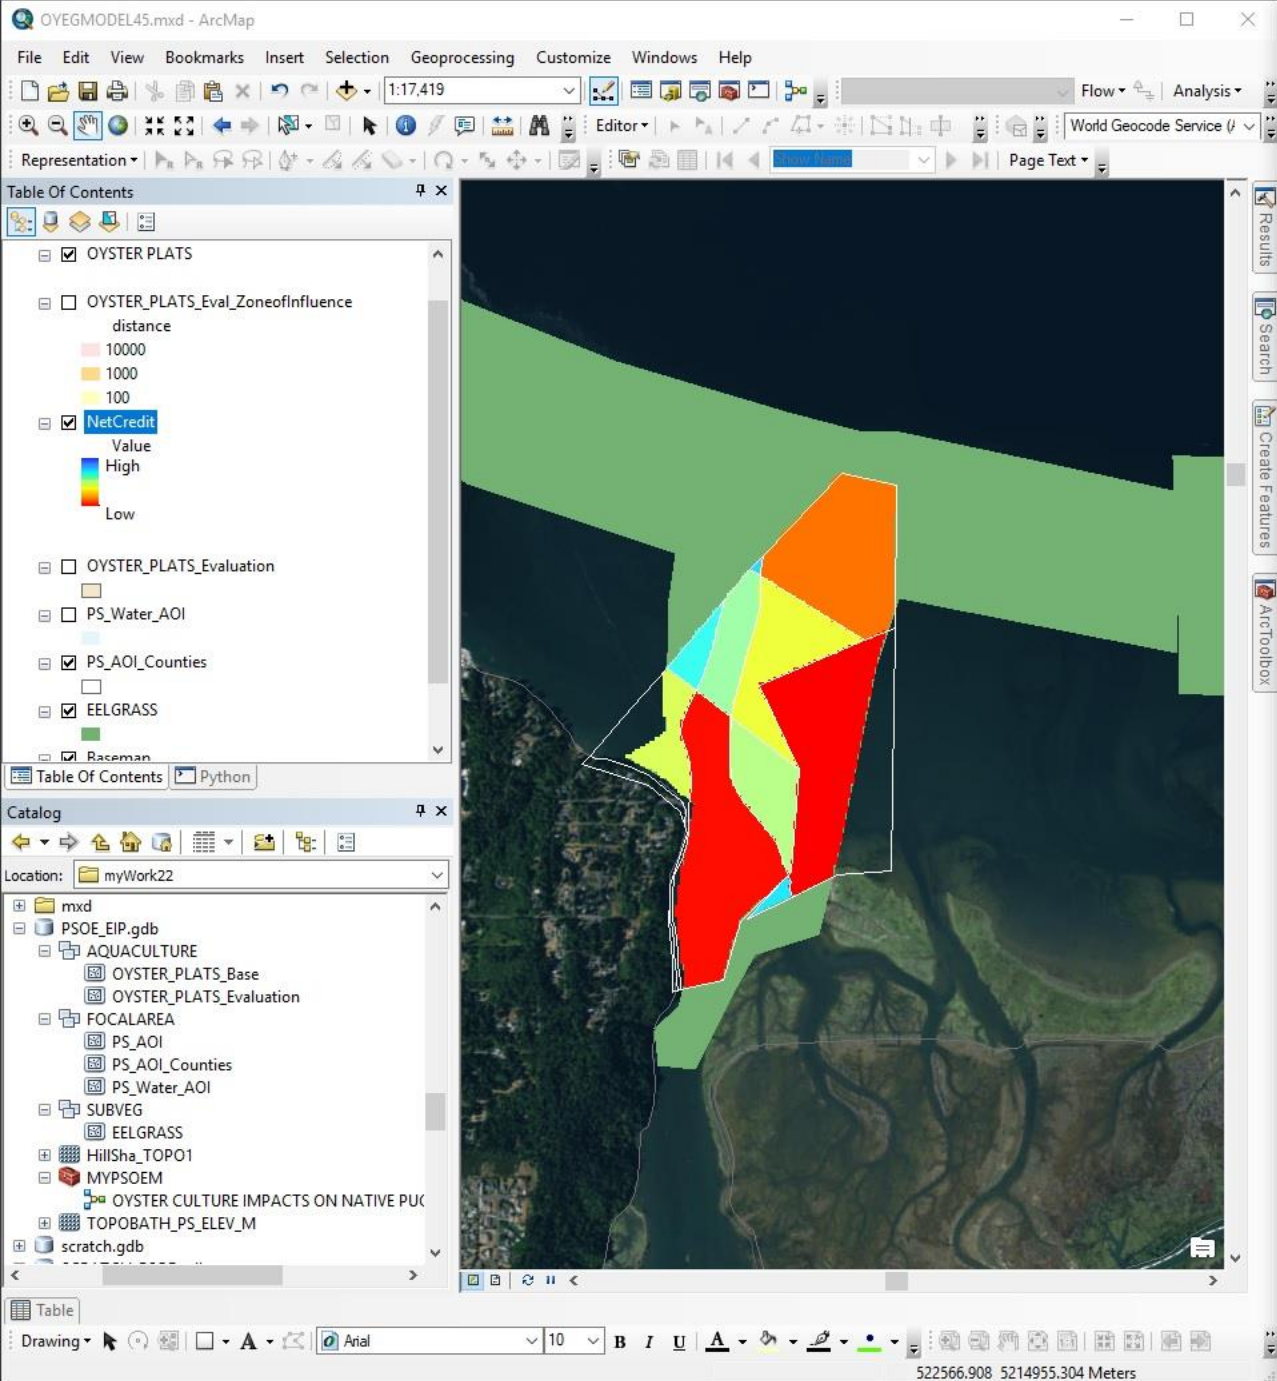 OYEGMODEL45.mxd - ArcMap
File Edit View Bookmarks Insert Selection Geoprocessing Customize Windows Help
1:17,419 Flow Analysis
Editor World Geocode Service (
Representation Show Name Page Text
Table Of Contents
OYSTER PLATS
OYSTER_PLATS_Eval_ZoneofInfluence
distance
10000
1000
100
NetCredit
Value
High
Low
OYSTER_PLATS_Evaluation
PS_Water_AOI
PS_AOI_Counties
EELGRASS
Basemap
Table Of Contents Python
Catalog
Location: myWork22
mxd
PSOE_EIP.gdb
AQUACULTURE
OYSTER_PLATS_Base
OYSTER_PLATS_Evaluation
FOCALAREA
PS_AOI
PS_AOI_Counties
PS_Water_AOI
SUBVEG
EELGRASS
HillSha_TOPO1
MYPSOEM
OYSTER CULTURE IMPACTS ON NATIVE PUG
TOPOBATH_PS_ELEV_M
scratch.gdb
Results
Search
Create Features
ArcToolbox
Table
Drawing A Arial 10 B I U A
522566.908 5214955.304 Meters